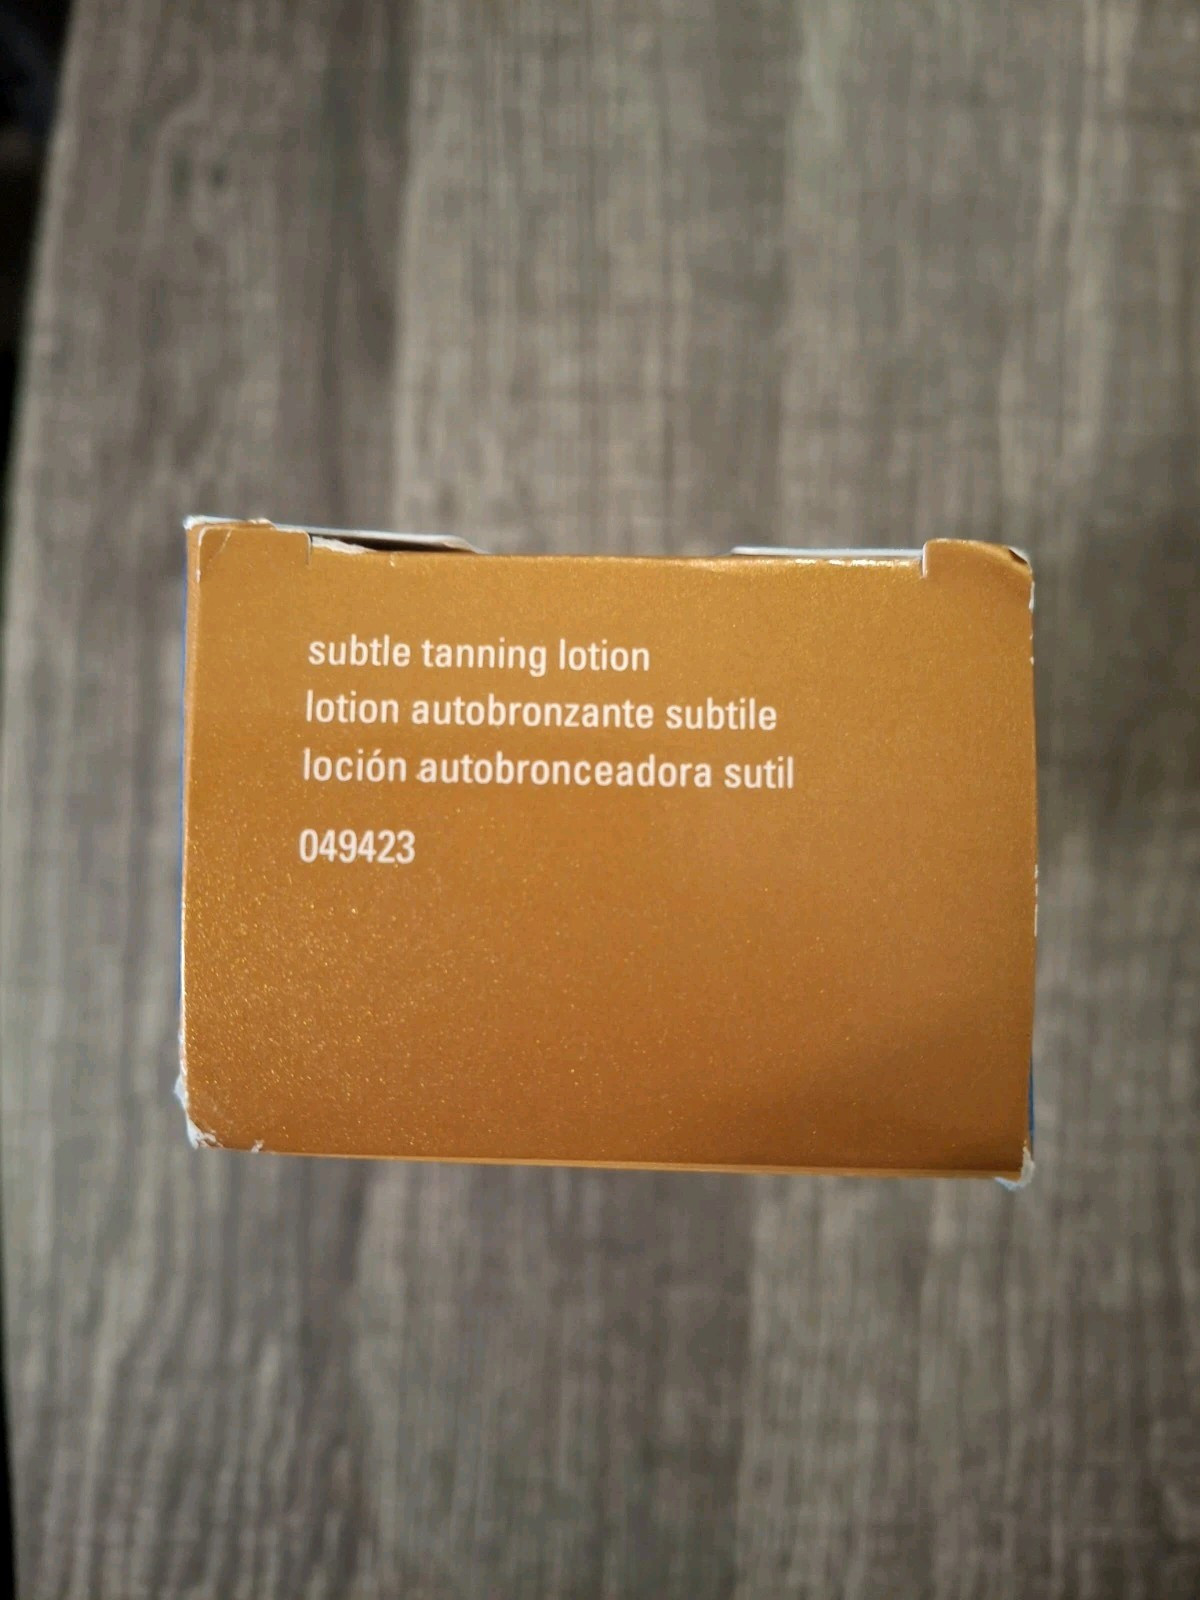 subtle tanning lotion
lotion autobronzante subtile
loción autobronceadora sutil
049423